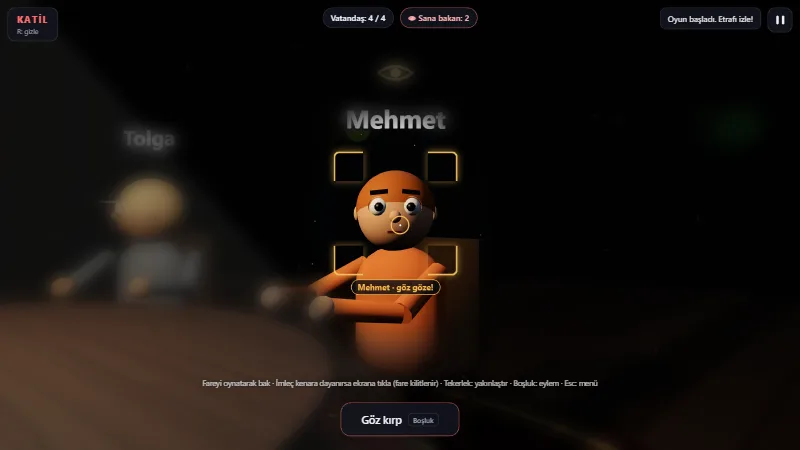 KATİL
R: gizle
Vatandaş: 4 / 4
Sana bakan: 2
Oyun başladı. Etrafı izle!
Mehmet
Tolga
Mehmet · göz göze!
Fareyi oynatarak bak · İmleç kenara dayanırsa ekrana tıkla (fare kilitlenir) · Tekerlek: yakınlaştır · Boşluk: eylem · Esc: menü
Göz kırp Boşluk